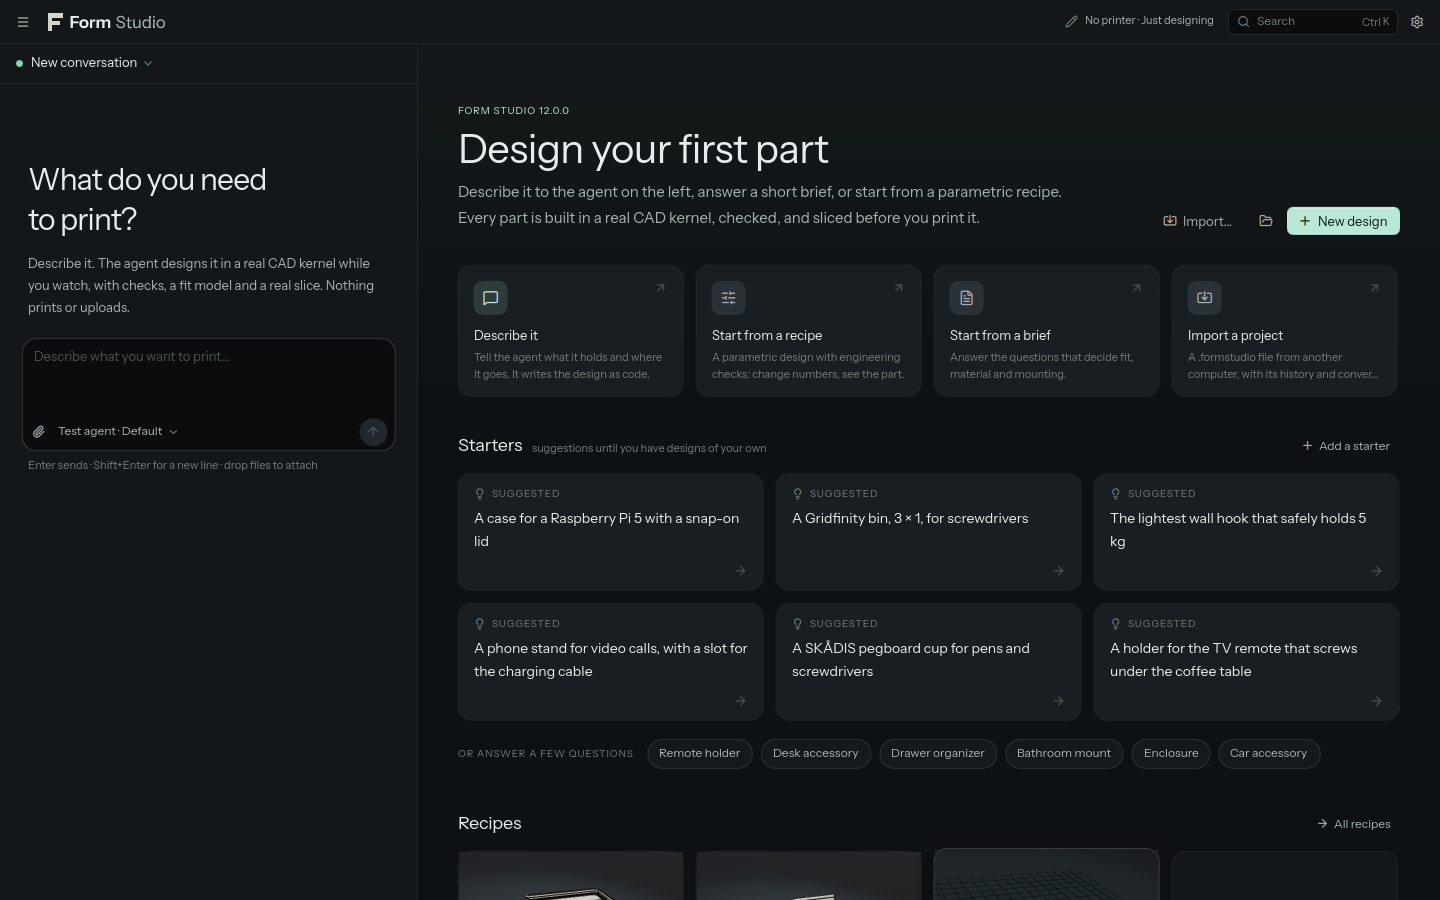 Form Studio
No printer · Just designing
Search
Ctrl K
New conversation
What do you need
to print?
Describe it. The agent designs it in a real CAD kernel while
you watch, with checks, a fit model and a real slice. Nothing
prints or uploads.
Describe what you want to print...
Test agent · Default
Enter sends · Shift+Enter for a new line · drop files to attach
FORM STUDIO 12.0.0
Design your first part
Describe it to the agent on the left, answer a short brief, or start from a parametric recipe.
Every part is built in a real CAD kernel, checked, and sliced before you print it.
Import...
New design
Describe it
Tell the agent what it holds and where
it goes. It writes the design as code.
Start from a recipe
A parametric design with engineering
checks: change numbers, see the part.
Start from a brief
Answer the questions that decide fit,
material and mounting.
Import a project
A .formstudio file from another
computer, with its history and conver...
Starters
suggestions until you have designs of your own
Add a starter
SUGGESTED
A case for a Raspberry Pi 5 with a snap-on
lid
SUGGESTED
A Gridfinity bin, 3 × 1, for screwdrivers
SUGGESTED
The lightest wall hook that safely holds 5
kg
SUGGESTED
A phone stand for video calls, with a slot for
the charging cable
SUGGESTED
A SKÅDIS pegboard cup for pens and
screwdrivers
SUGGESTED
A holder for the TV remote that screws
under the coffee table
OR ANSWER A FEW QUESTIONS
Remote holder
Desk accessory
Drawer organizer
Bathroom mount
Enclosure
Car accessory
Recipes
All recipes